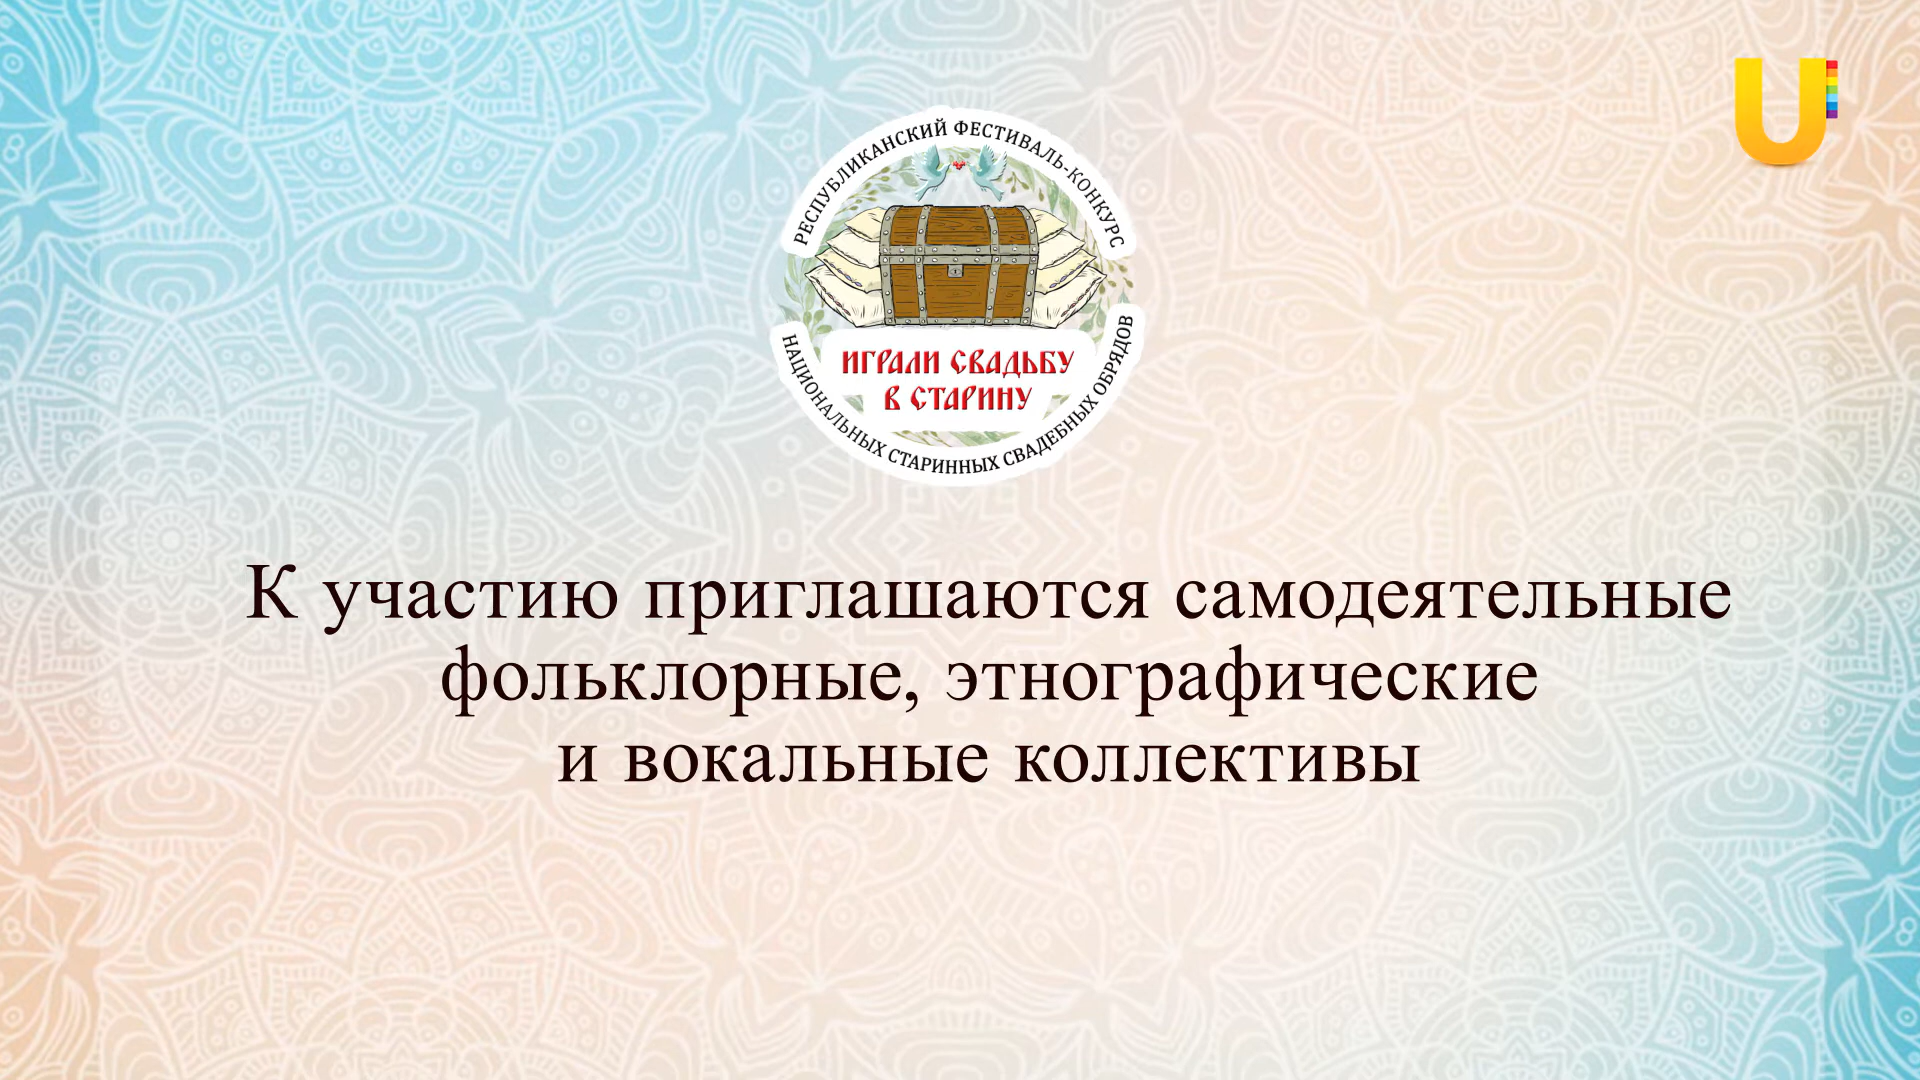 РЕСПУБЛИКАНСКИЙ ФЕСТИВАЛЬ-КОНКУРС
ИГРАЛИ СВАДЬБУ
В СТАРИНУ
НАЦИОНАЛЬНЫХ СТАРИННЫХ СВАДЕБНЫХ ОБРЯДОВ
U
К участию приглашаются самодеятельные
фольклорные, этнографические
и вокальные коллективы